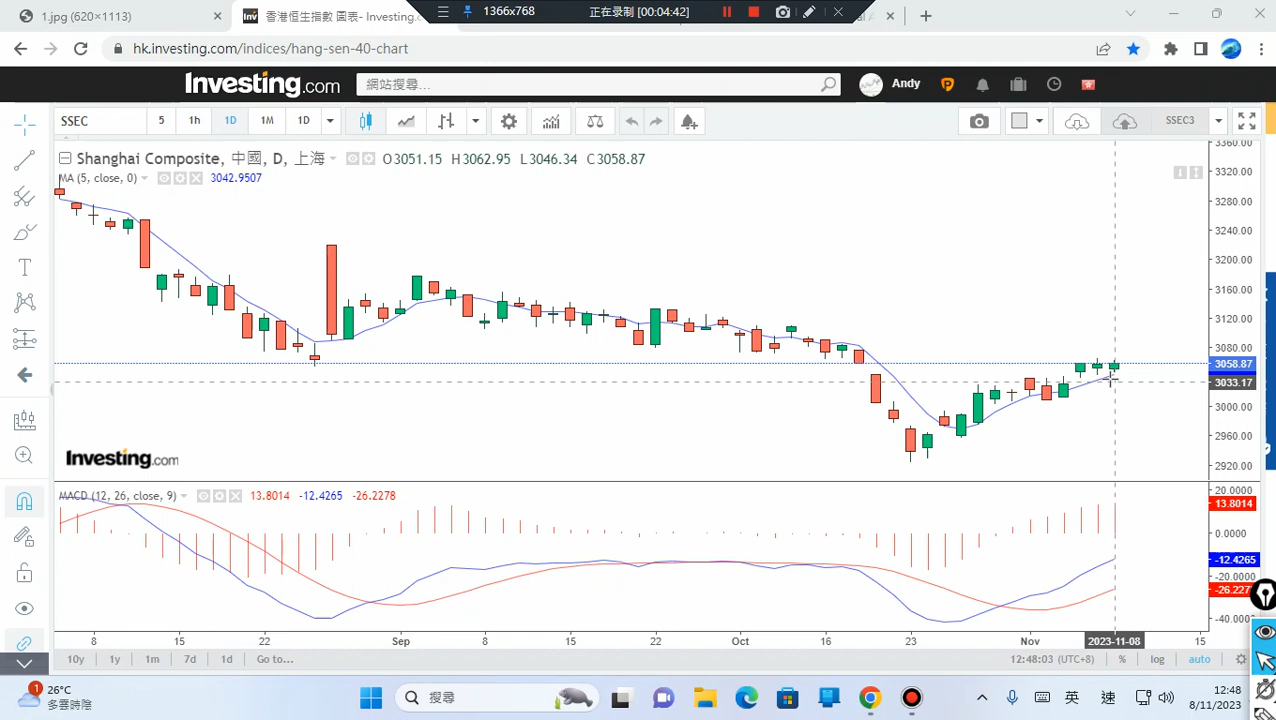 1.jpg (620×1113)
香港恒生指數 圖表- Investing.c
1366x768
正在录制 [00:04:42]
hk.investing.com/indices/hang-sen-40-chart
Investing.com
網站搜尋...
Andy
SSEC
5
1h
1D
1M
1D
SSEC3
Shanghai Composite, 中國, D, 上海
O3051.15 H3062.95 L3046.34 C3058.87
MA (5, close, 0)
3042.9507
3360.00
3320.00
3280.00
3240.00
3200.00
3160.00
3120.00
3080.00
3058.87
3033.17
3000.00
2960.00
2920.00
Investing.com
MACD (12, 26, close, 9)
13.8014
-12.4265
-26.2278
20.0000
13.8014
0.0000
-12.4265
-20.0000
-26.227
-40.000
8
15
22
Sep
8
15
22
Oct
16
23
Nov
2023-11-08
15
10y
1y
1m
7d
1d
Go to...
12:48:03 (UTC+8)
%
log
auto
1
26°C
多雲時陰
搜尋
英
速
12:48
8/11/2023